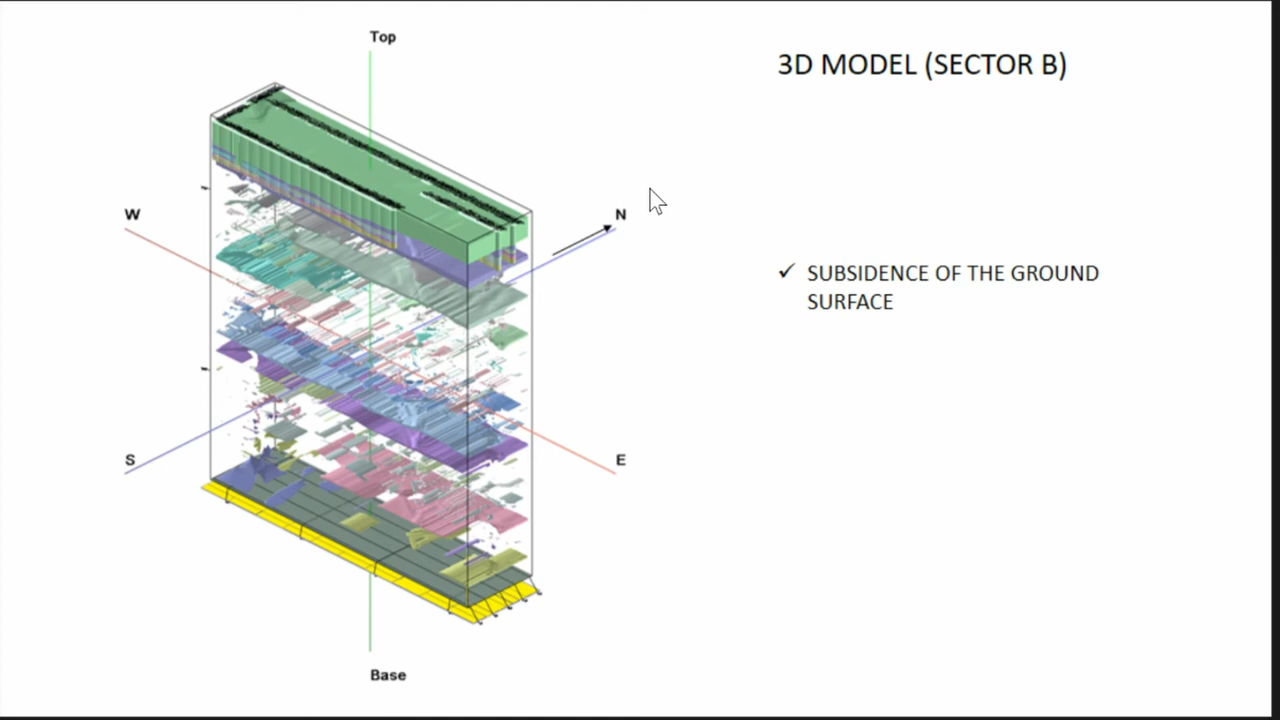 Top
3D MODEL (SECTOR B)
W
N
✓ SUBSIDENCE OF THE GROUND
SURFACE
S
E
Base